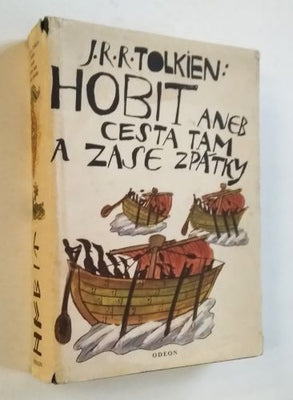 J.R.R.TOLKIEN:
HOBIT ANEB
CESTA TAM
A ZASE ZPÁTKY
ODEON